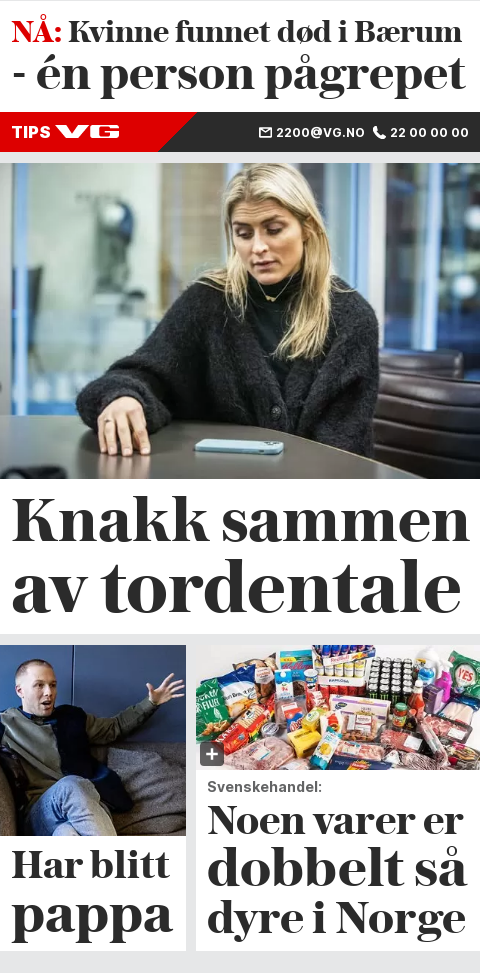 NÅ: Kvinne funnet død i Bærum
- én person pågrepet
TIPS VG 2200@VG.NO 22 00 00 00
Knakk sammen
av tordentale
Har blitt
pappa
Svenskehandel:
Noen varer er
dobbelt så
dyre i Norge